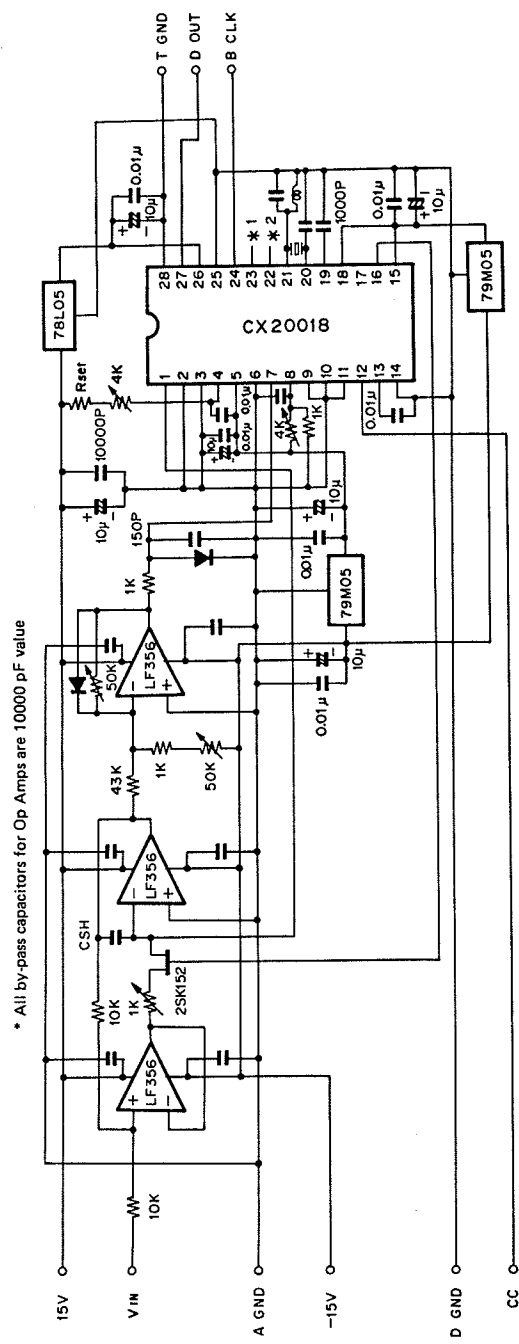 * All by-pass capacitors for Op Amps are 10000 pF value
15V
VIN
A GND
-15V
D GND
CC
10K
LF356
+
−
10K
1K
2SK152
CSH
LF356
−
+
43K
1K
50K
50K
LF356
−
+
1K
150P
10μ
+
−
10000P
Rset
4K
78L05
+
−
10μ
0.01μ
T GND
D OUT
B CLK
0.01μ
10μ
79M05
0.01μ
10μ
+
−
10μ
0.01μ
0.01μ
4K
1K
0.01μ
CX20018
1
2
3
4
5
6
7
8
9
10
11
12
13
14
28
27
26
25
24
23
22
21
20
19
18
17
16
15
* 1
* 2
1000P
0.01μ
10μ
+
−
79M05